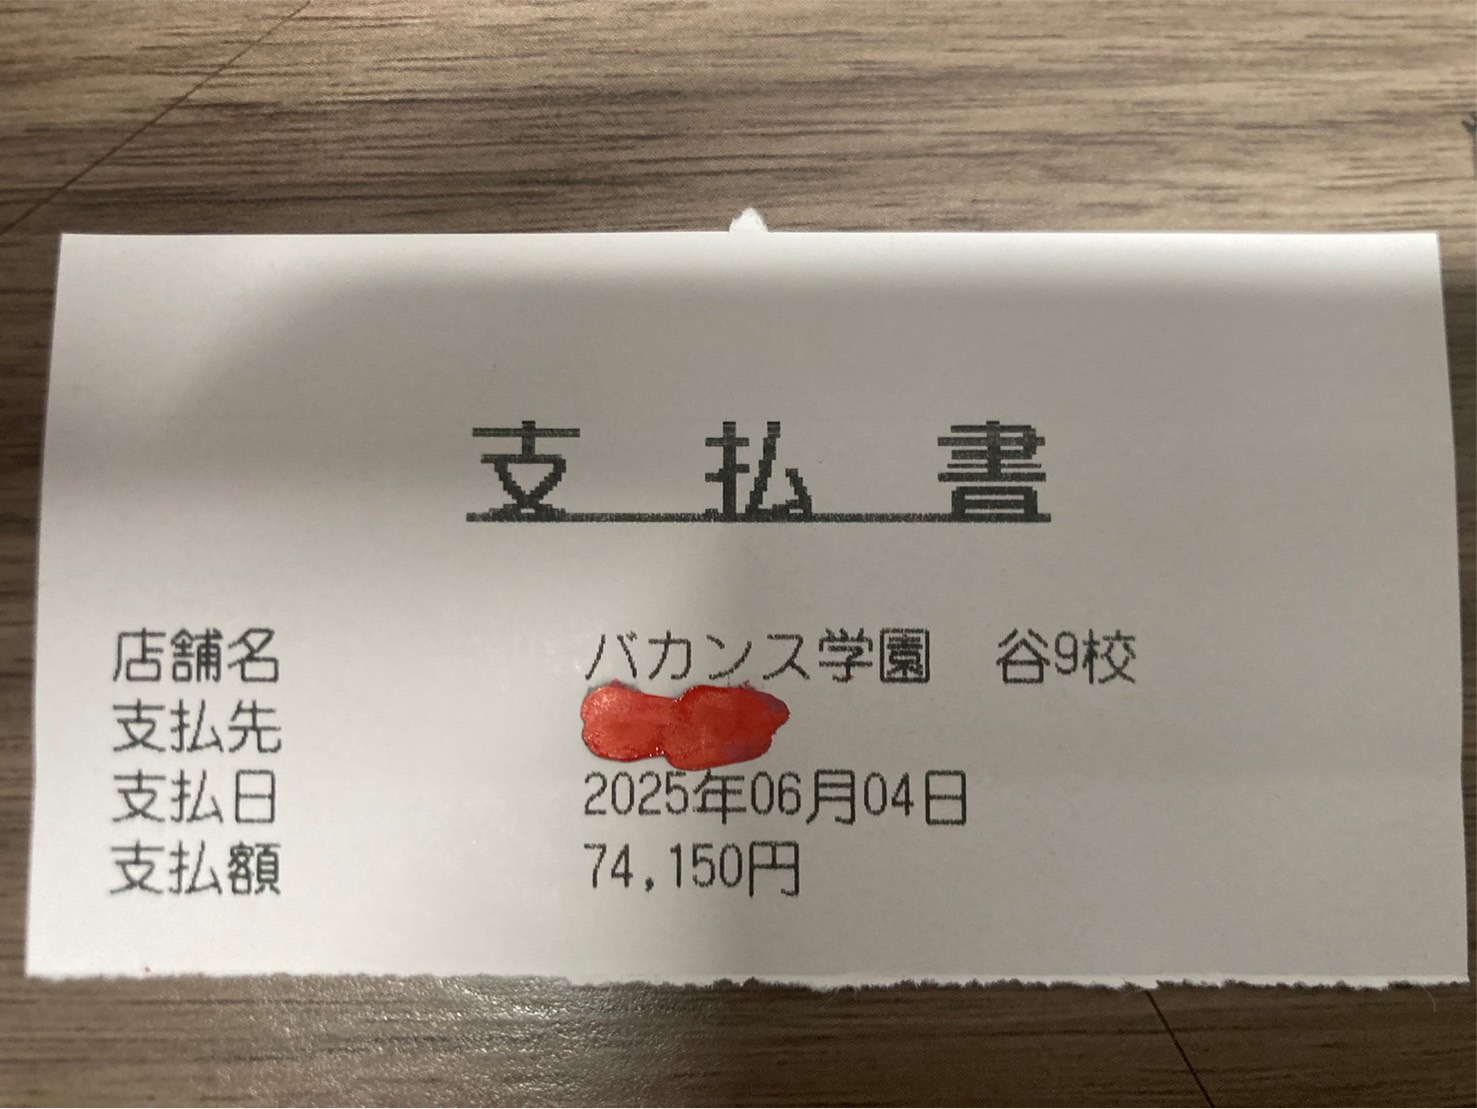 支払書
店舗名 バカンス学園 谷9校
支払先
支払日 2025年06月04日
支払額 74,150円